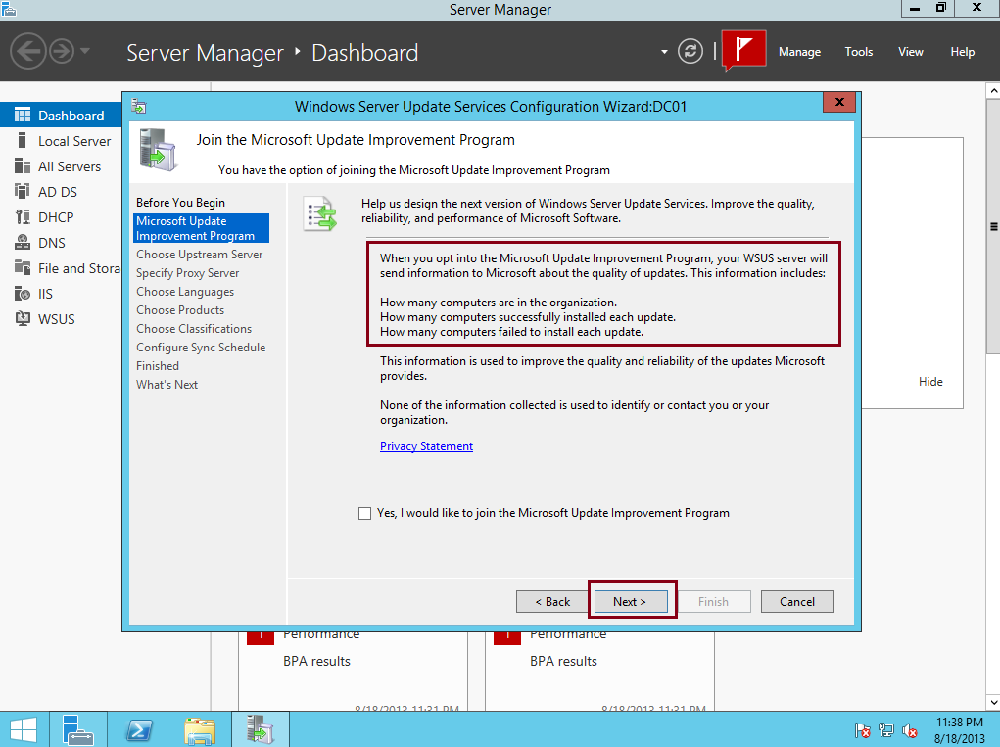 Server Manager
Server Manager
Dashboard
Manage
Tools
View
Help
Dashboard
Local Server
All Servers
AD DS
DHCP
DNS
File and Stora
IIS
WSUS
Windows Server Update Services Configuration Wizard:DC01
Join the Microsoft Update Improvement Program
You have the option of joining the Microsoft Update Improvement Program
Before You Begin
Microsoft Update
Improvement Program
Choose Upstream Server
Specify Proxy Server
Choose Languages
Choose Products
Choose Classifications
Configure Sync Schedule
Finished
What's Next
Help us design the next version of Windows Server Update Services. Improve the quality,
reliability, and performance of Microsoft Software.
When you opt into the Microsoft Update Improvement Program, your WSUS server will
send information to Microsoft about the quality of updates. This information includes:
How many computers are in the organization.
How many computers successfully installed each update.
How many computers failed to install each update.
This information is used to improve the quality and reliability of the updates Microsoft
provides.
None of the information collected is used to identify or contact you or your
organization.
Privacy Statement
Yes, I would like to join the Microsoft Update Improvement Program
< Back
Next >
Finish
Cancel
Hide
1 Performance
BPA results
8/18/2013 11:31 PM
1 Performance
BPA results
8/18/2013 11:31 PM
11:38 PM
8/18/2013